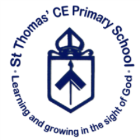 St Thomas' CE Primary School
Learning and growing in the sight of God